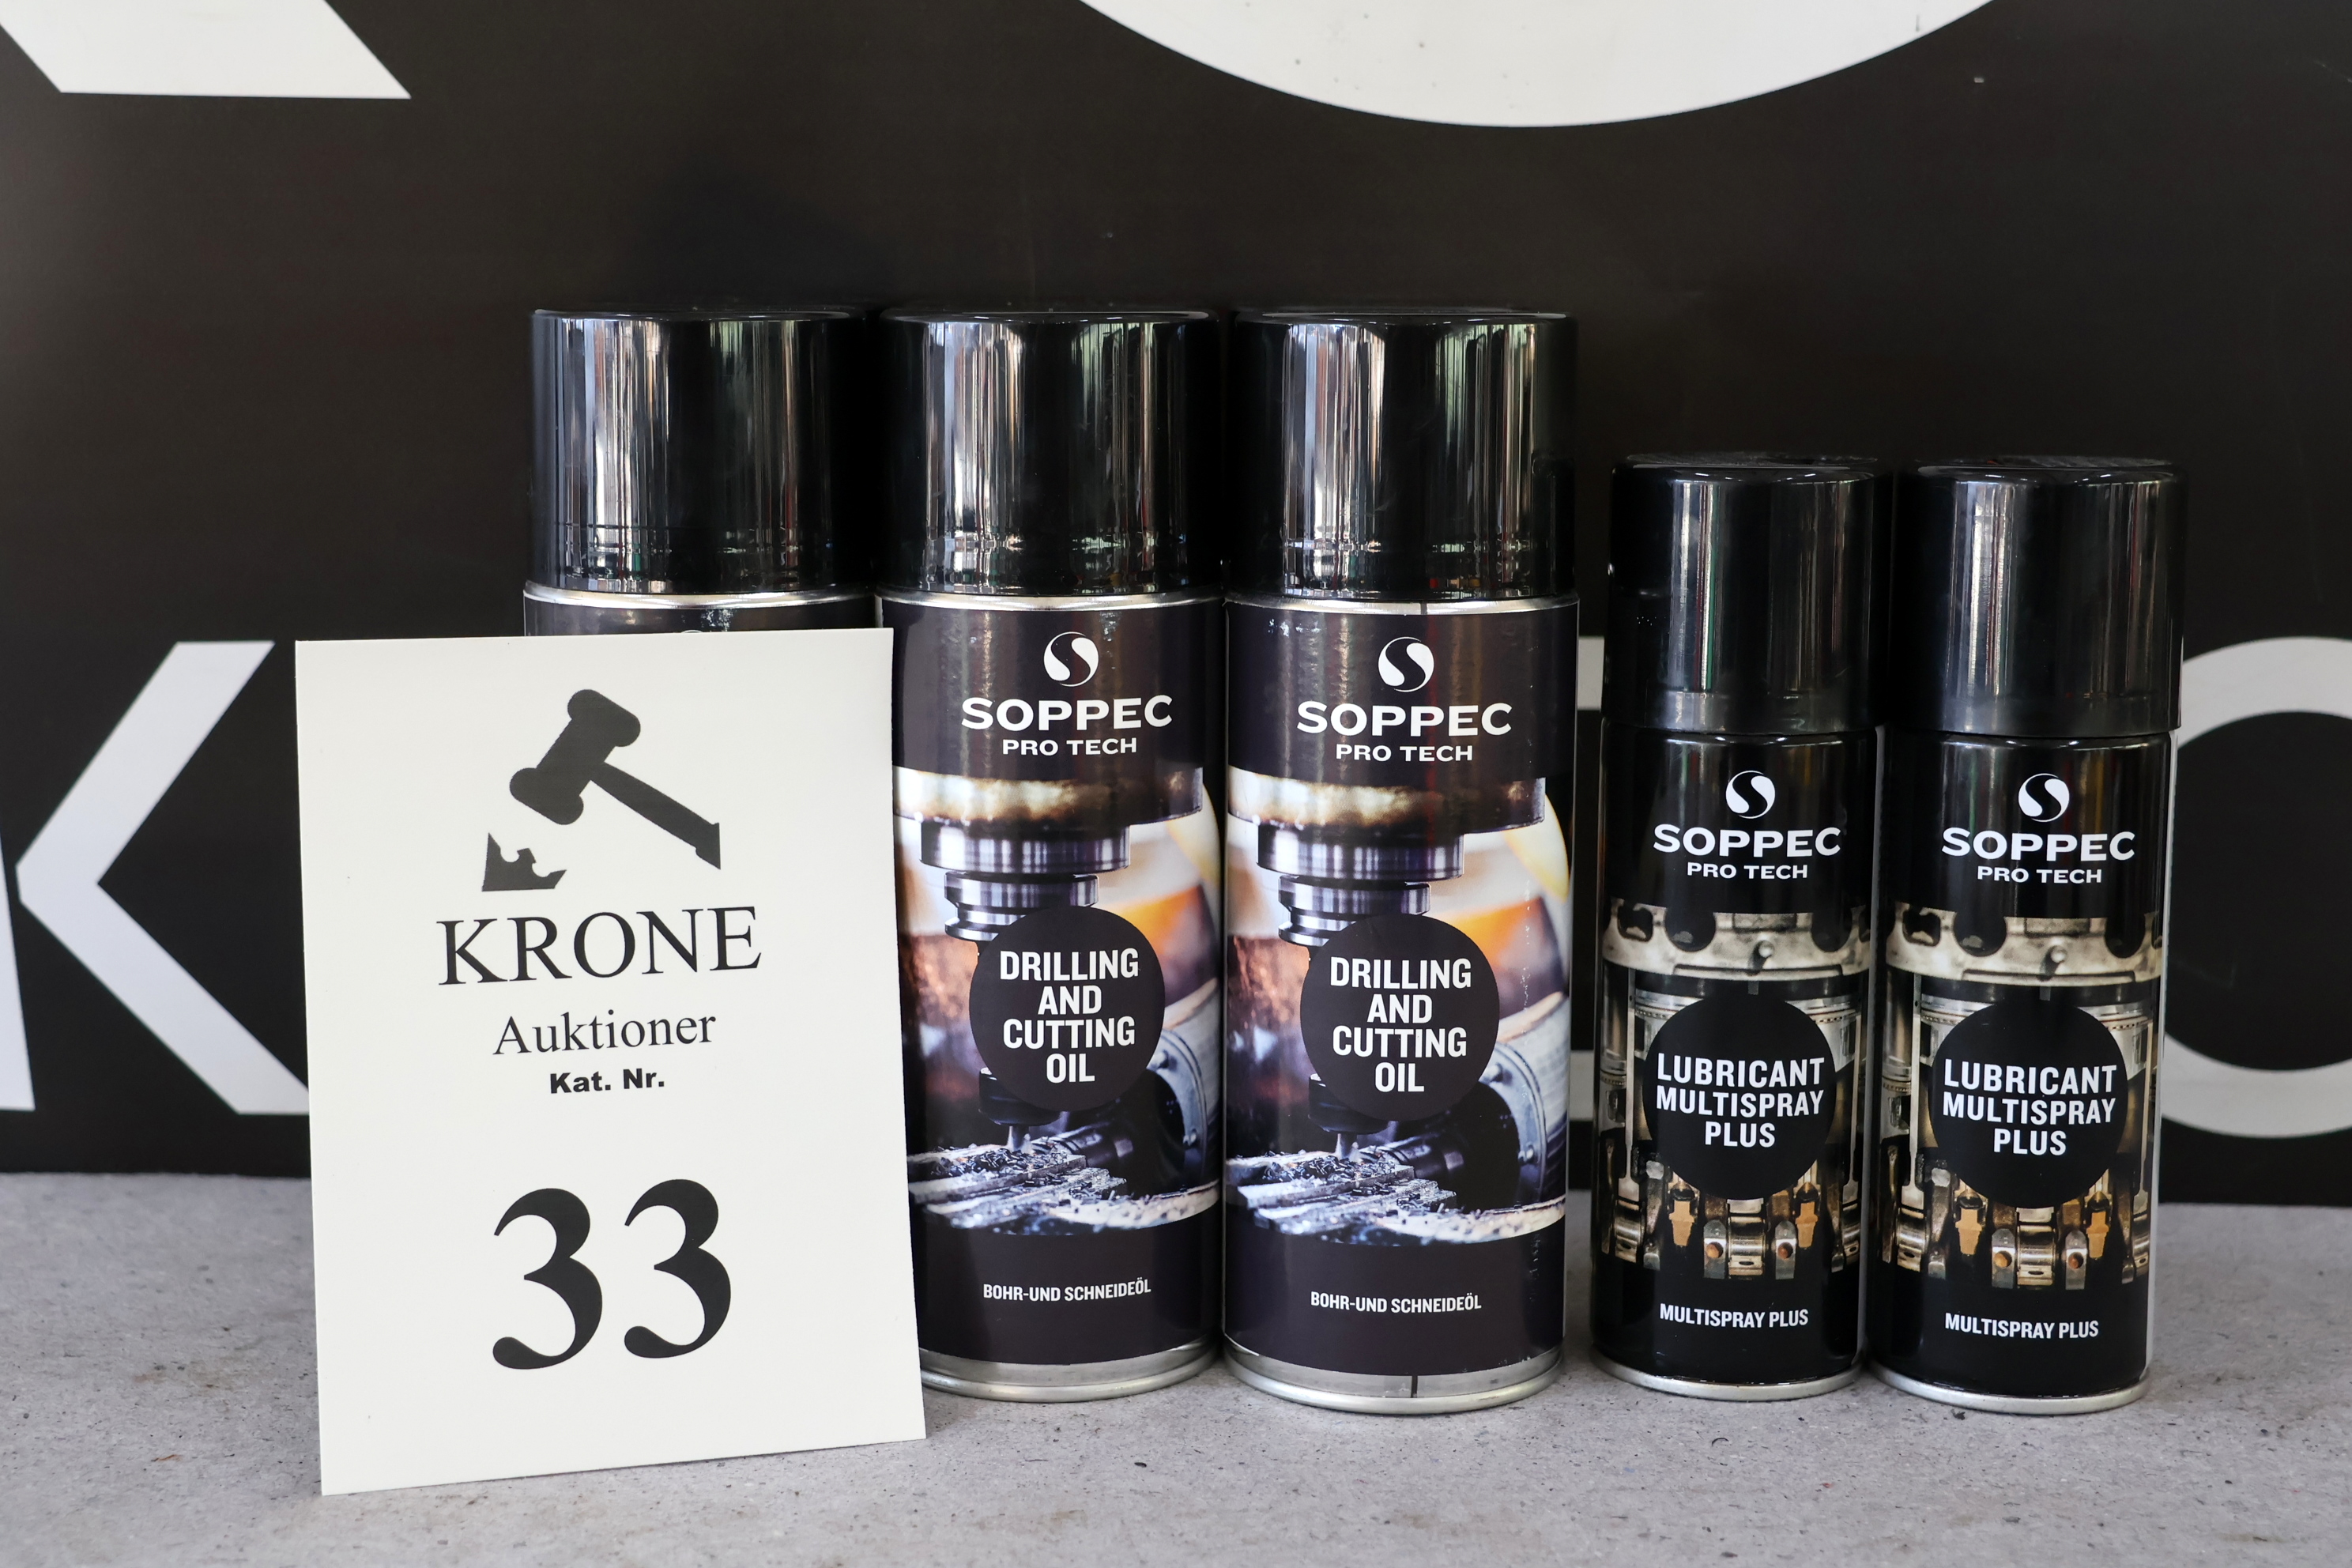 KRONE
Auktioner
Kat. Nr.
33
SOPPEC
PRO TECH
DRILLING
AND
CUTTING
OIL
BOHR-UND SCHNEIDEÖL
SOPPEC
PRO TECH
DRILLING
AND
CUTTING
OIL
BOHR-UND SCHNEIDEÖL
SOPPEC
PRO TECH
LUBRICANT
MULTISPRAY
PLUS
MULTISPRAY PLUS
SOPPEC
PRO TECH
LUBRICANT
MULTISPRAY
PLUS
MULTISPRAY PLUS